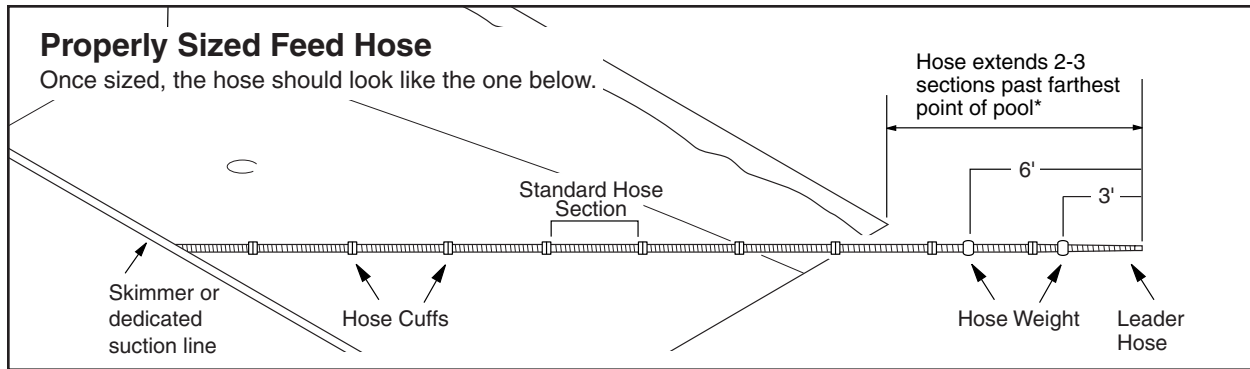 Properly Sized Feed Hose
Once sized, the hose should look like the one below.
Hose extends 2-3
sections past farthest
point of pool*
6'
3'
Standard Hose
Section
Skimmer or
dedicated
suction line
Hose Cuffs
Hose Weight
Leader
Hose